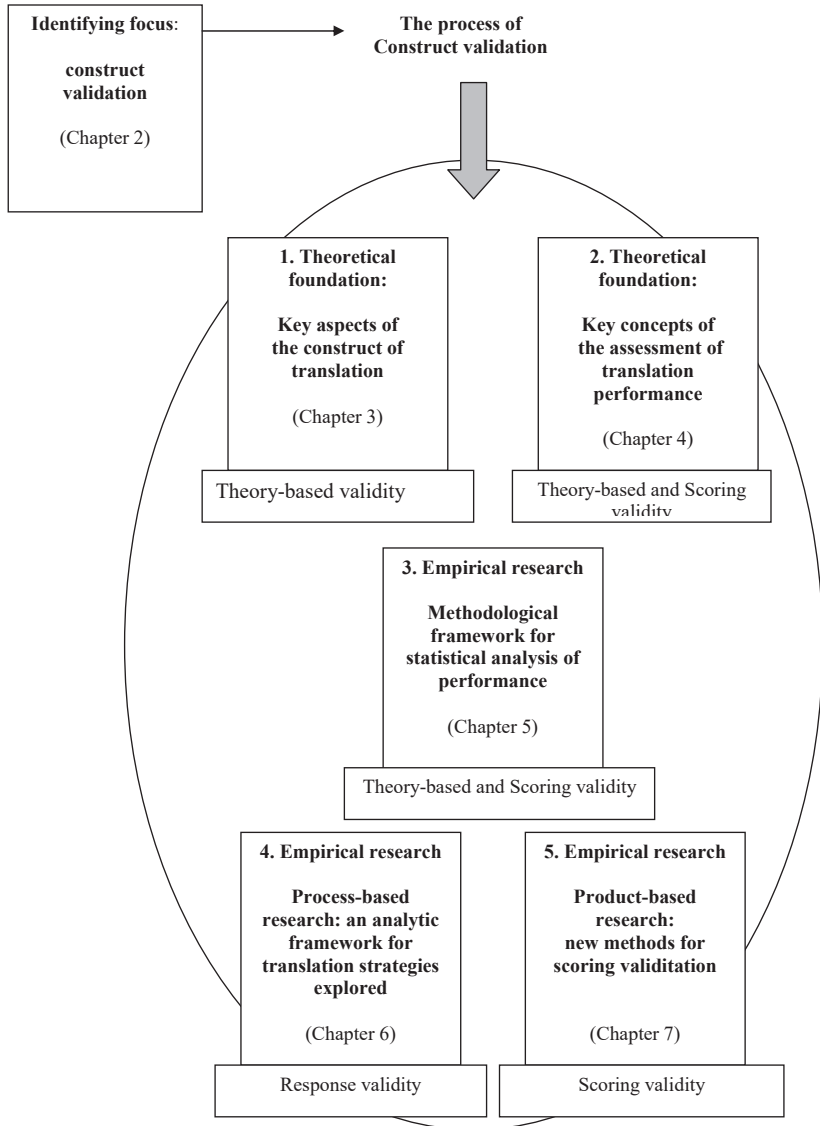 Identifying focus:
construct
validation
(Chapter 2)
The process of
Construct validation
1. Theoretical
foundation:
Key aspects of
the construct of
translation
(Chapter 3)
Theory-based validity
2. Theoretical
foundation:
Key concepts of
the assessment of
translation
performance
(Chapter 4)
Theory-based and Scoring
validity
3. Empirical research
Methodological
framework for
statistical analysis of
performance
(Chapter 5)
Theory-based and Scoring validity
4. Empirical research
Process-based
research: an analytic
framework for
translation strategies
explored
(Chapter 6)
Response validity
5. Empirical research
Product-based
research:
new methods for
scoring validitation
(Chapter 7)
Scoring validity